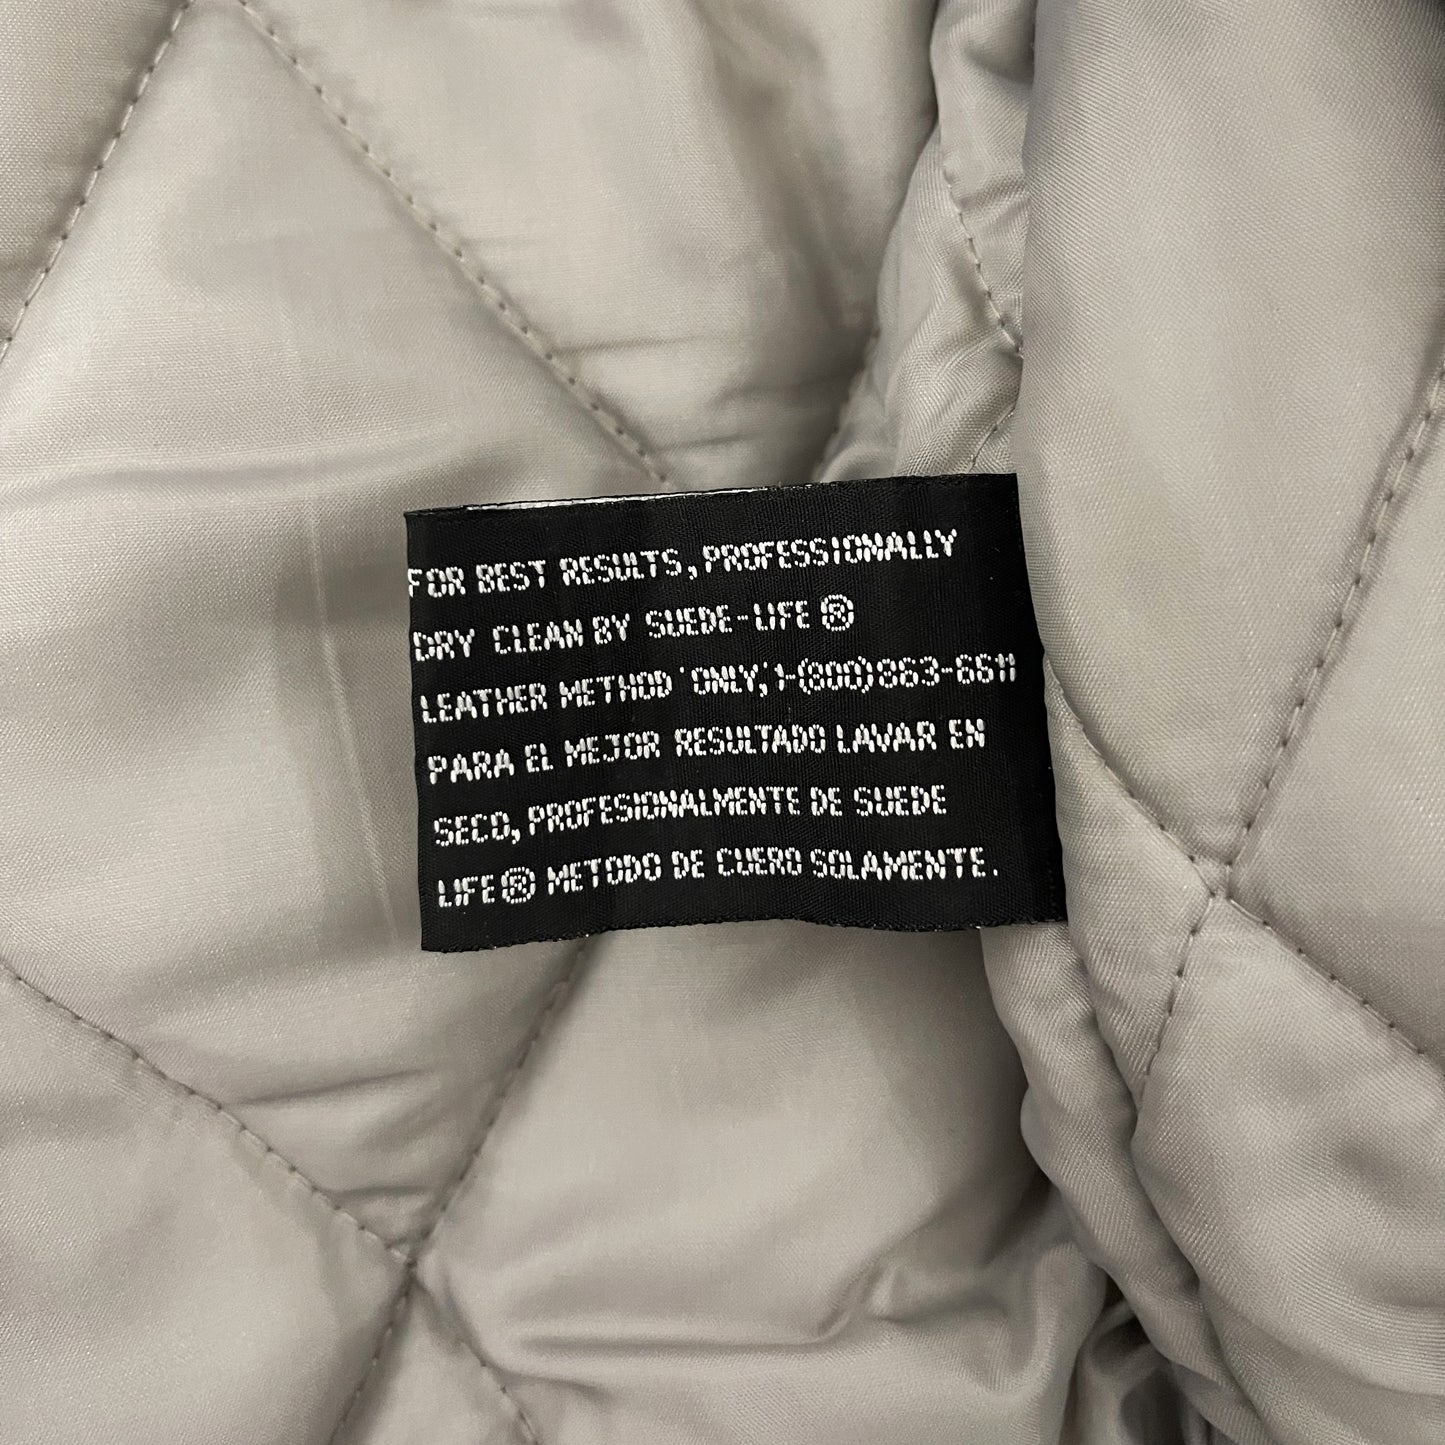 FOR BEST RESULTS, PROFESSIONALLY
DRY CLEAN BY SUEDE-LIFE®
LEATHER METHOD 'ONLY,' 1-(800)863-6611
PARA EL MEJOR RESULTADO LAVAR EN
SECO, PROFESIONALMENTE DE SUEDE
LIFE® METODO DE CUERO SOLAMENTE.